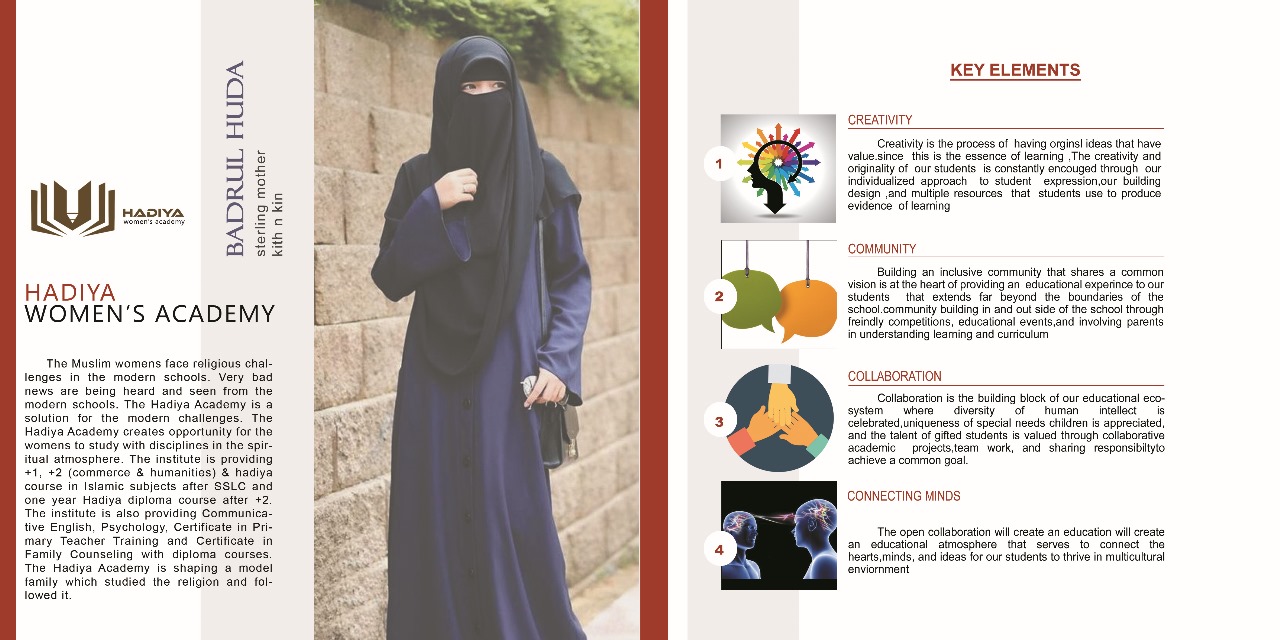 HADIYA
women's academy
BADRUL HUDA
sterling mother
kith n kin
HADIYA
WOMEN'S ACADEMY
The Muslim womens face religious chal-
lenges in the modern schools. Very bad
news are being heard and seen from the
modern schools. The Hadiya Academy is a
solution for the modern challenges. The
Hadiya Academy creates opportunity for the
womens to study with disciplines in the spir-
itual atmosphere. The institute is providing
+1, +2 (commerce & humanities) & hadiya
course in Islamic subjects after SSLC and
one year Hadiya diploma course after +2.
The institute is also providing Communica-
tive English, Psychology, Certificate in Pri-
mary Teacher Training and Certificate in
Family Counseling with diploma courses.
The Hadiya Academy is shaping a model
family which studied the religion and fol-
lowed it.
KEY ELEMENTS
1
CREATIVITY
Creativity is the process of having orginsl ideas that have
value.since this is the essence of learning ,The creativity and
originality of our students is constantly encouged through our
individualized approach to student expression,our building
design ,and multiple resources that students use to produce
evidence of learning
2
COMMUNITY
Building an inclusive community that shares a common
vision is at the heart of providing an educational experince to our
students that extends far beyond the boundaries of the
school.community building in and out side of the school through
freindly competitions, educational events,and involving parents
in understanding learning and curriculum
3
COLLABORATION
Collaboration is the building block of our educational eco-
system where diversity of human intellect is
celebrated,uniqueness of special needs children is appreciated,
and the talent of gifted students is valued through collaborative
academic projects,team work, and sharing responsibiltyto
achieve a common goal.
4
CONNECTING MINDS
The open collaboration will create an education will create
an educational atmosphere that serves to connect the
hearts,minds, and ideas for our students to thrive in multicultural
enviornment